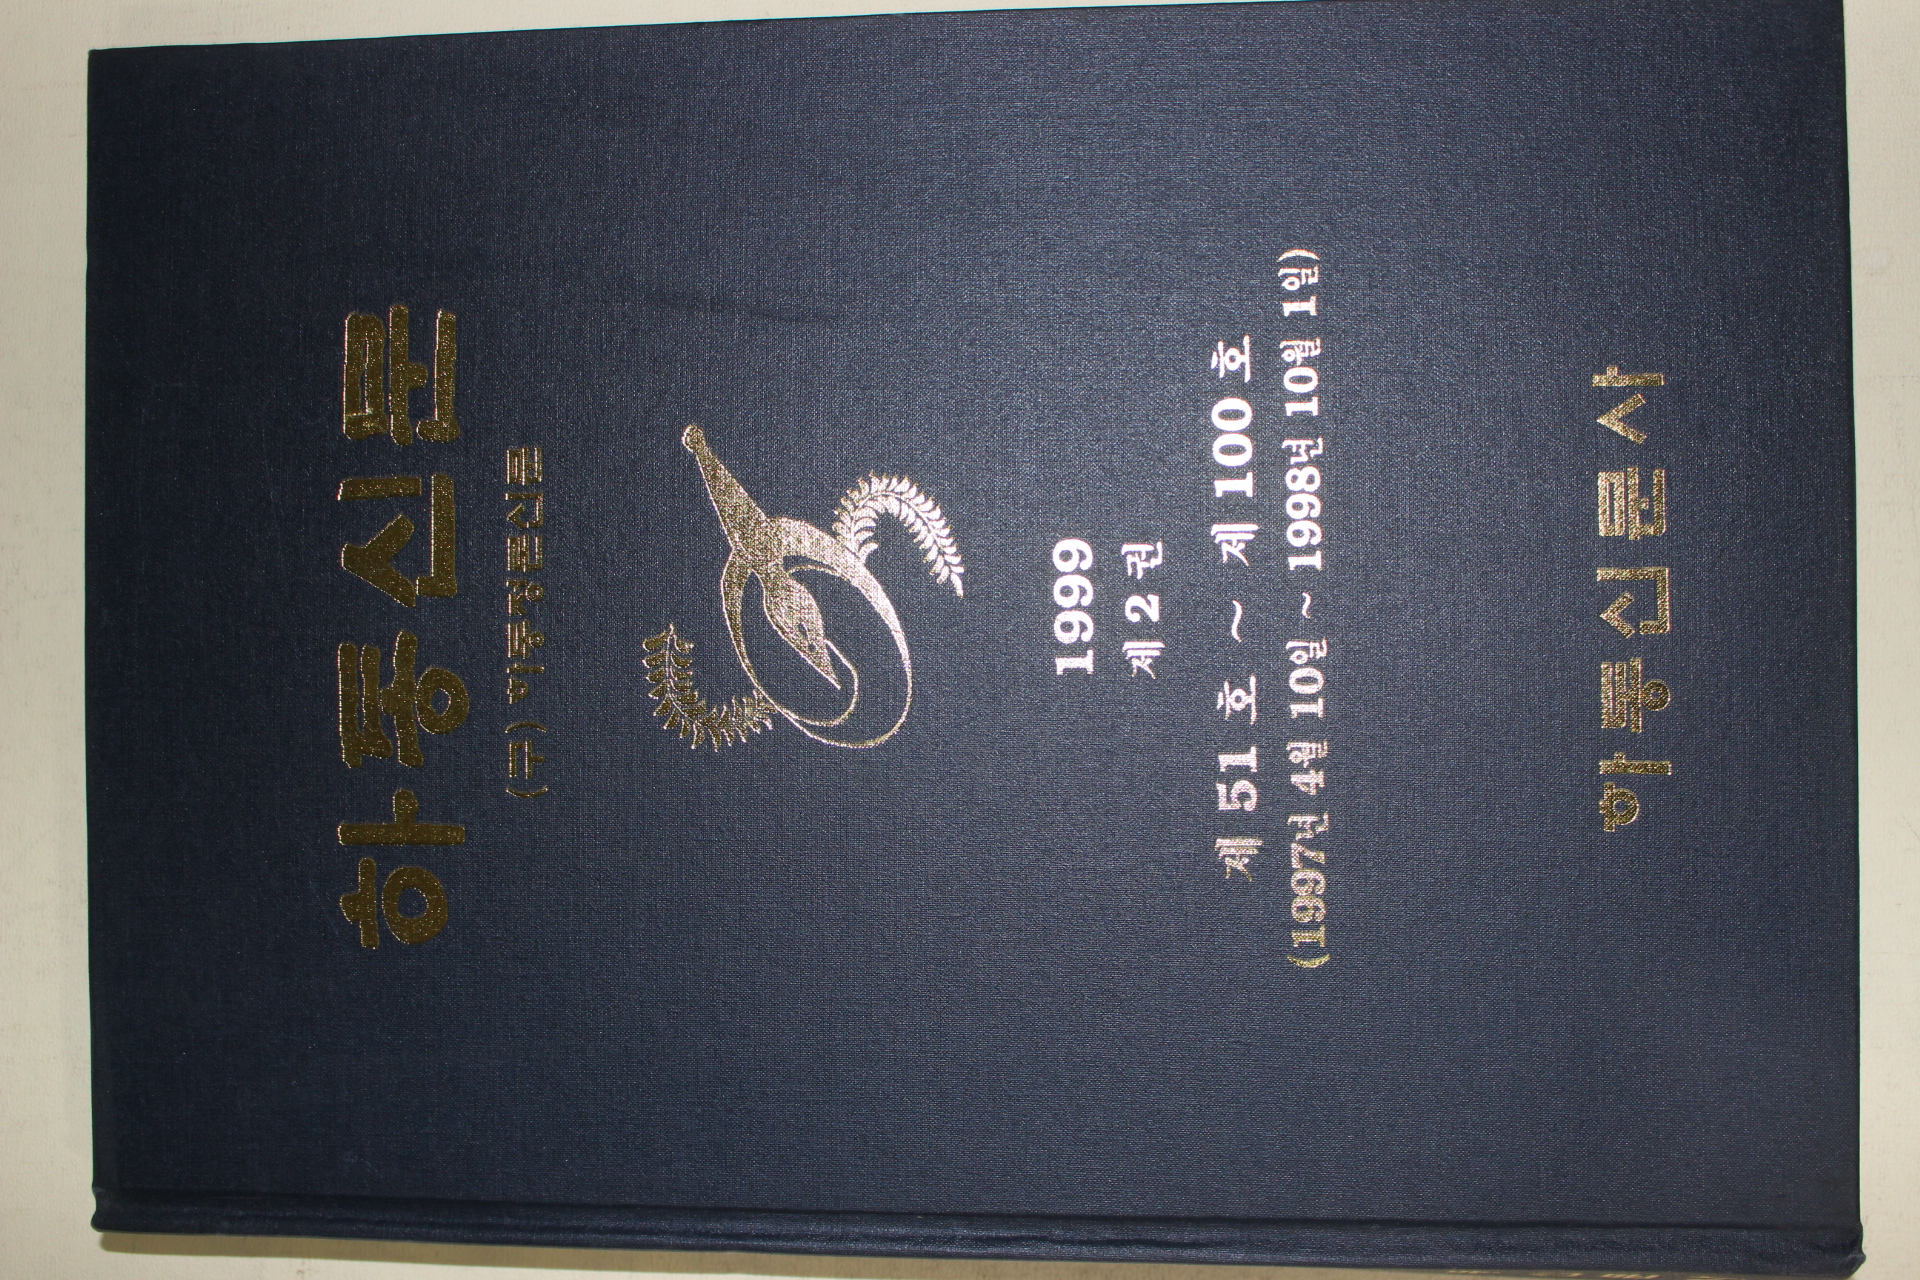 하동신문
(구) 하동정론신문
1999
제 2 권
제 51 호 ~ 제 100 호
(1997년 4월 10일 ~ 1998년 10월 1일)
하동신문사